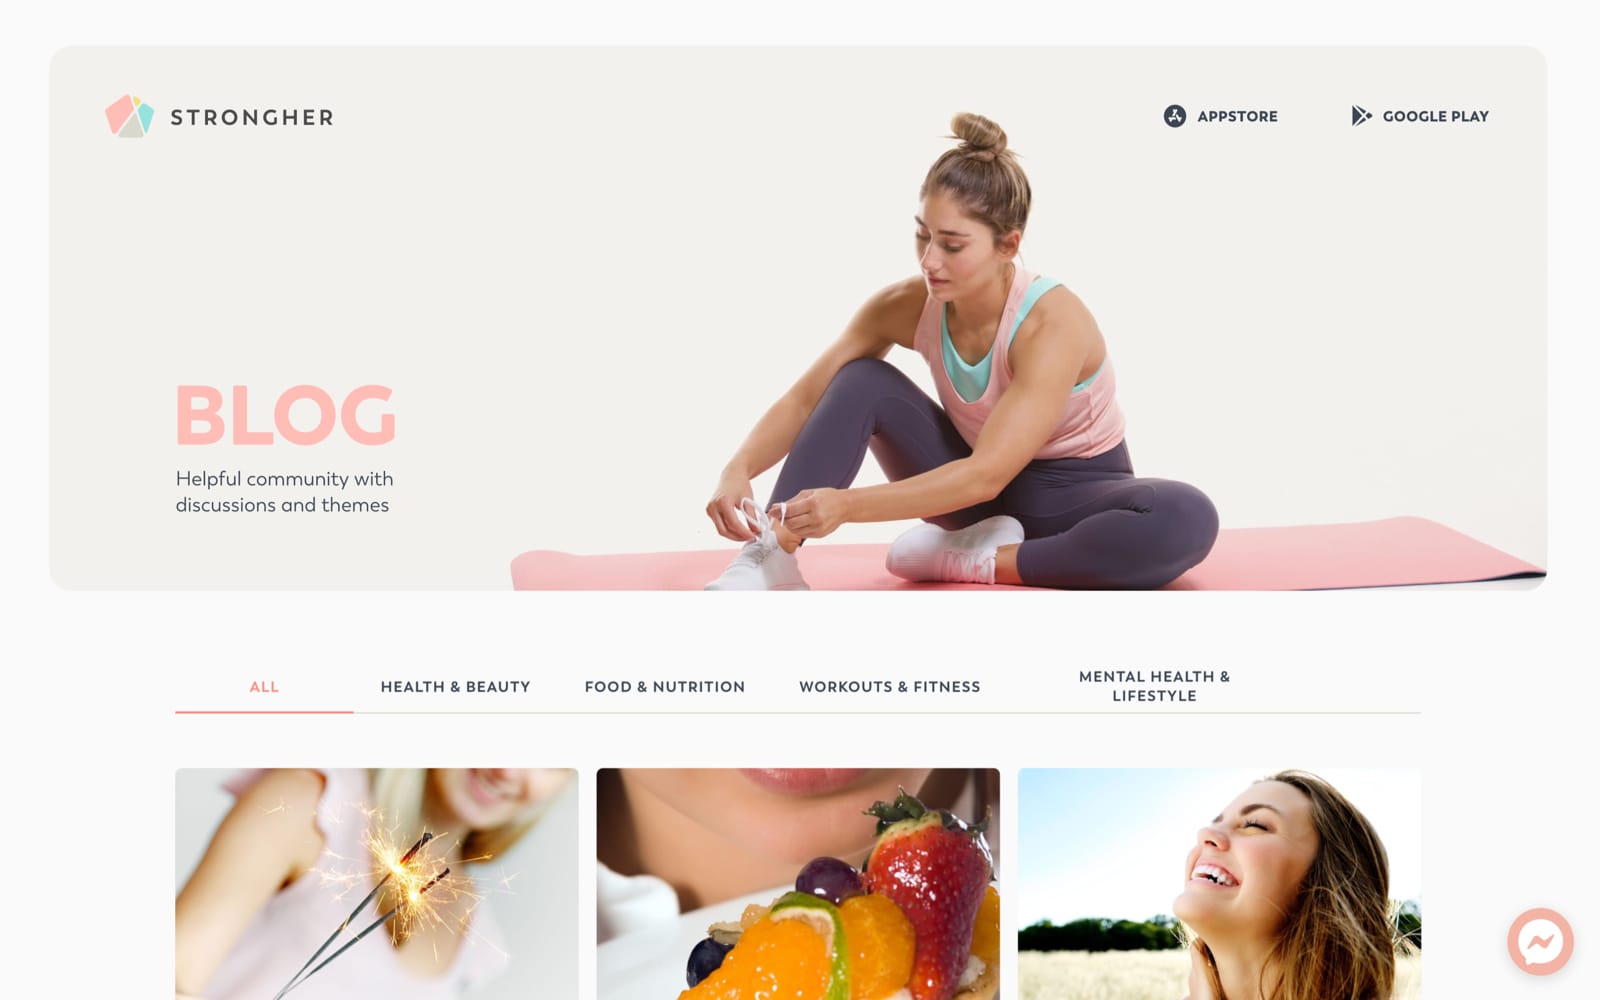 STRONGHER
APPSTORE
GOOGLE PLAY
BLOG
Helpful community with
discussions and themes
ALL
HEALTH & BEAUTY
FOOD & NUTRITION
WORKOUTS & FITNESS
MENTAL HEALTH &
LIFESTYLE